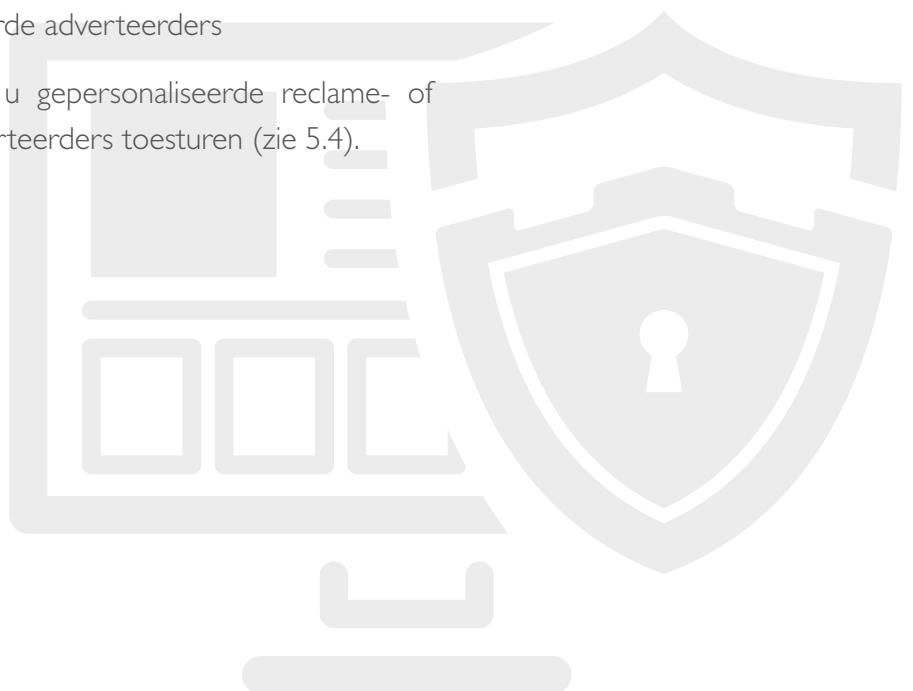 rde adverteerders
u gepersonaliseerde reclame- of
rteerders toesturen (zie 5.4).